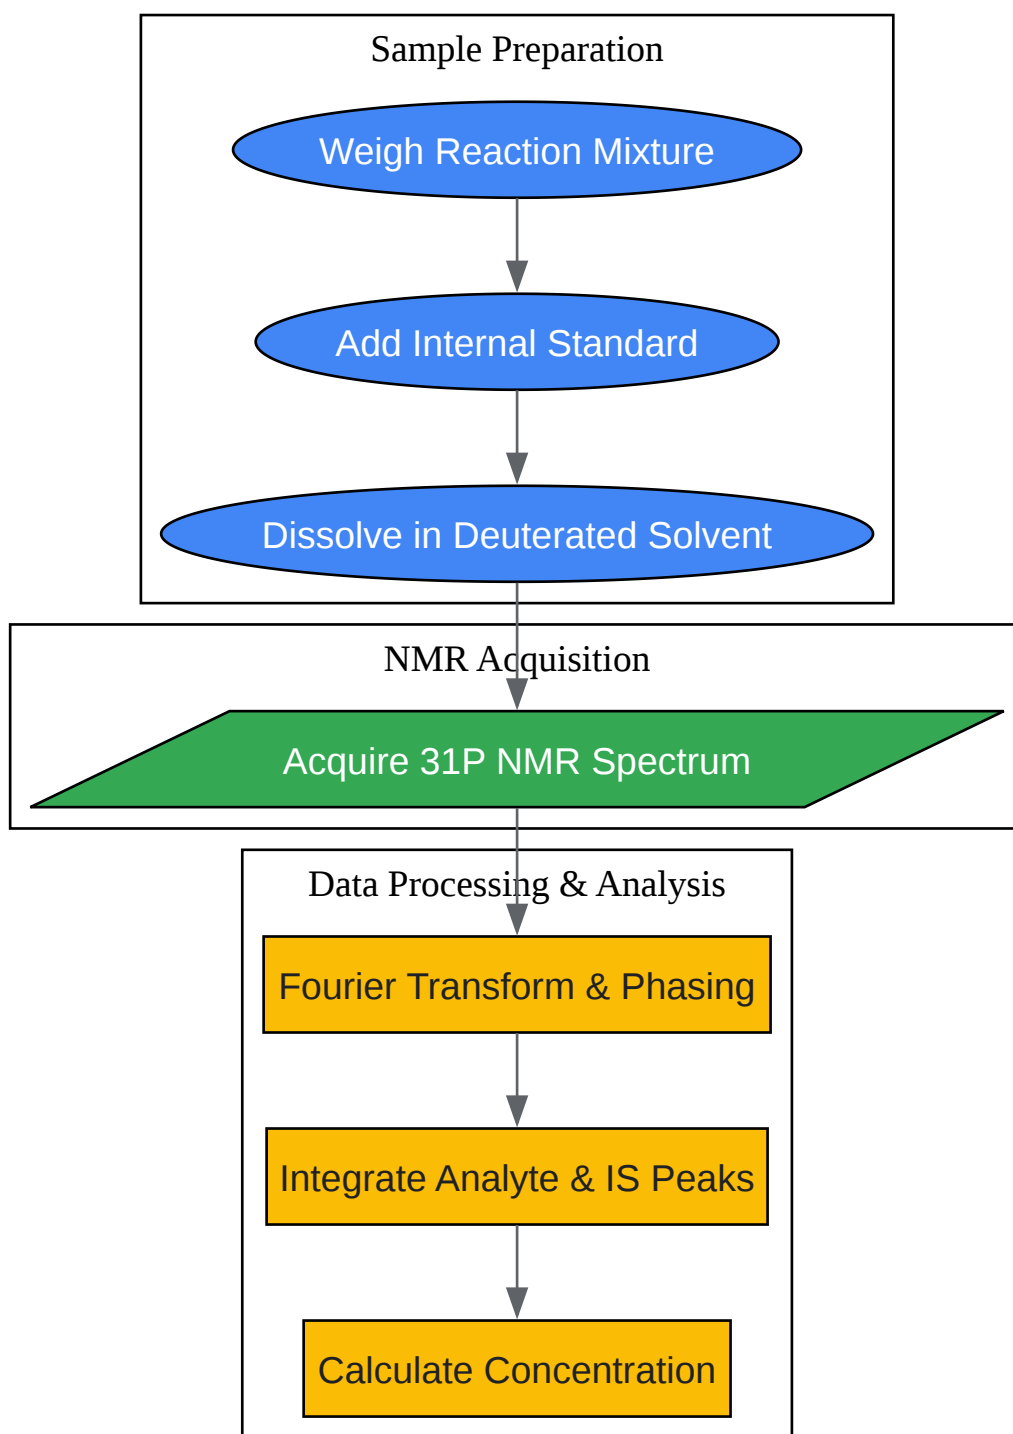 Sample Preparation
Weigh Reaction Mixture
Add Internal Standard
Dissolve in Deuterated Solvent
NMR Acquisition
Acquire 31P NMR Spectrum
Data Processing & Analysis
Fourier Transform & Phasing
Integrate Analyte & IS Peaks
Calculate Concentration